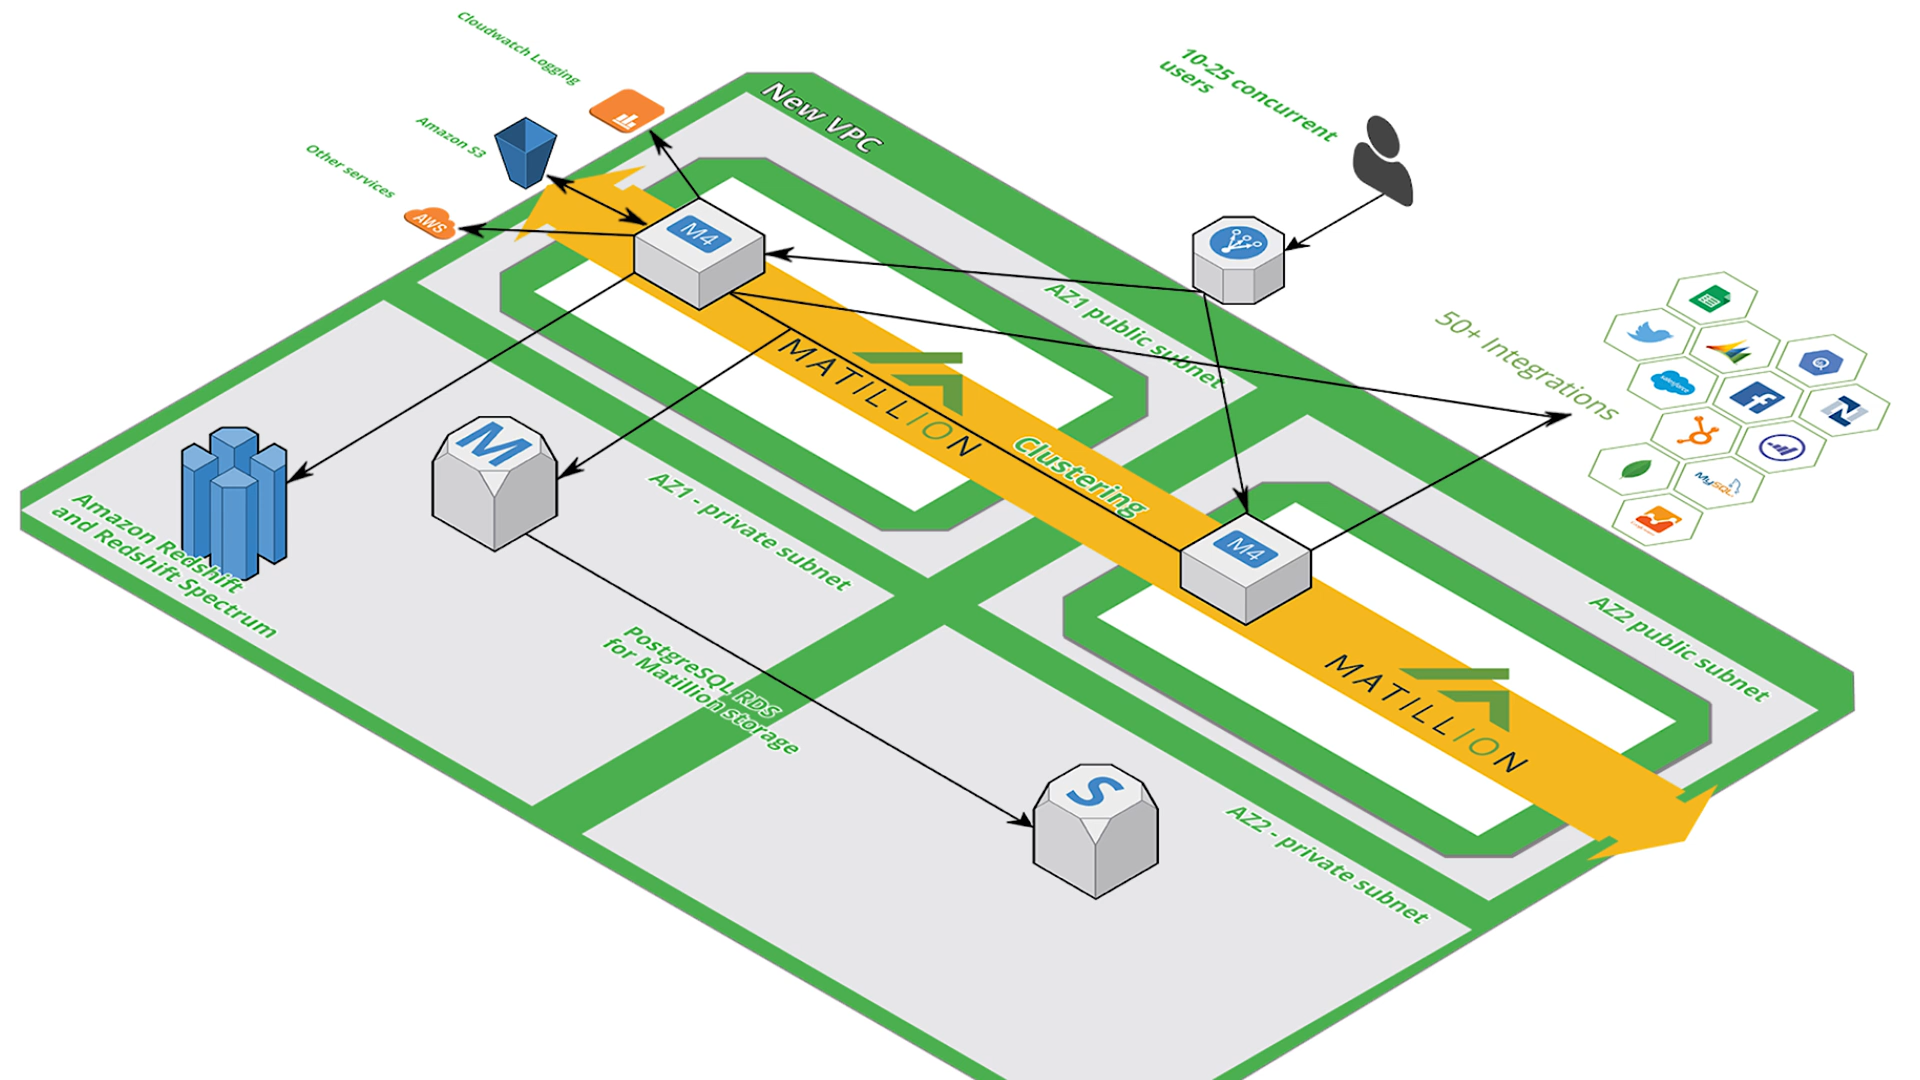 Cloudwatch Logging
Amazon S3
Other services
AWS
New VPC
10-25 concurrent
users
M4
AZ1 public subnet
50+ Integrations
salesforce
MySQL
MATILLION
Clustering
M
AZ1 - private subnet
Amazon Redshift
and Redshift Spectrum
M4
AZ2 public subnet
PostgreSQL RDS
for Matillion storage
MATILLION
S
AZ2 - private subnet